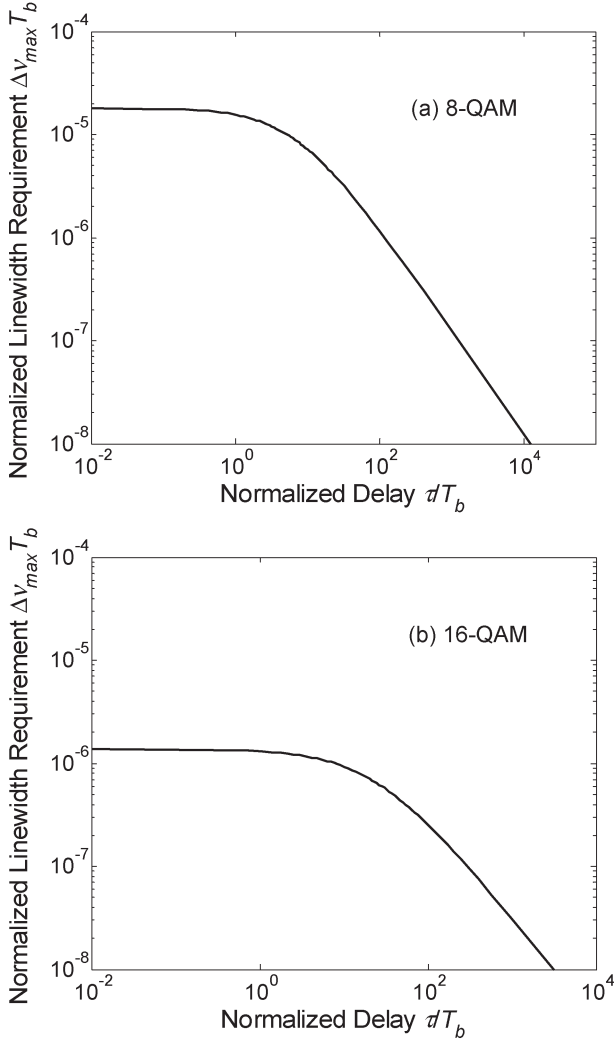 Normalized Linewidth Requirement Δν_max T_b
10^-4
(a) 8-QAM
10^-5
10^-6
10^-7
10^-8
10^-2 10^0 10^2 10^4
Normalized Delay τ/T_b
Normalized Linewidth Requirement Δν_max T_b
10^-4
(b) 16-QAM
10^-5
10^-6
10^-7
10^-8
10^-2 10^0 10^2 10^4
Normalized Delay τ/T_b